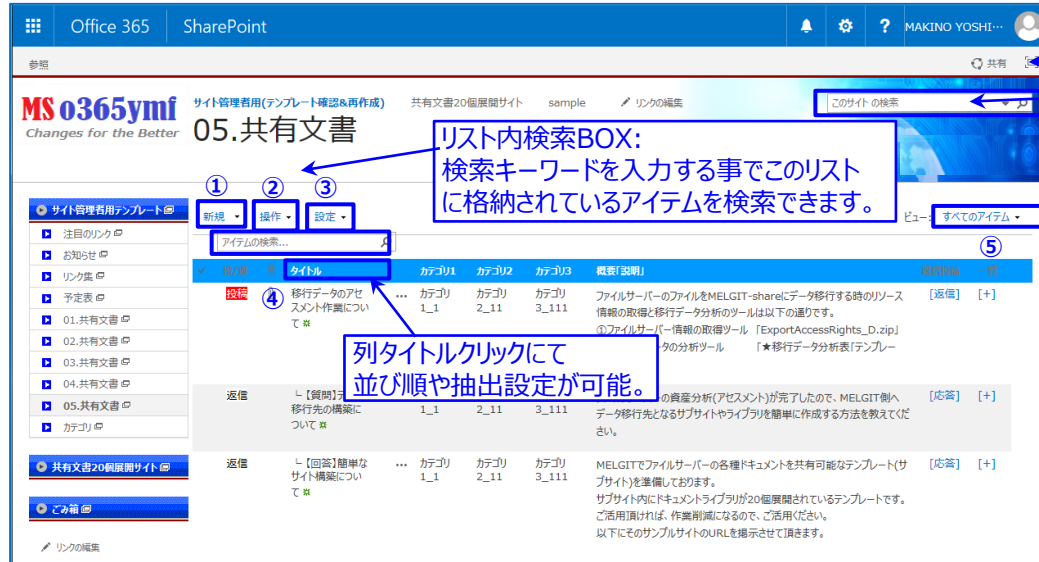 Office 365 SharePoint ? MAKINO YOSHI…
参照 共有
MS o365ymf
Changes for the Better
サイト管理者用(テンプレート確認&再作成) 共有文書20個展開サイト sample リンクの編集
このサイト の検索
05.共有文書
リスト内検索BOX:
検索キーワードを入力する事でこのリスト
に格納されているアイテムを検索できます。
① ② ③
新規 操作 設定
ビュー: すべてのアイテム
⑤
アイテムの検索...
サイト管理者用テンプレート
注目のリンク
お知らせ
リンク集
予定表
01.共有文書
02.共有文書
03.共有文書
04.共有文書
05.共有文書
カテゴリ
共有文書20個展開サイト
ごみ箱
リンクの編集
タイトル カテゴリ1 カテゴリ2 カテゴリ3 概要「説明」
④
投稿 移行データのアセ ... カテゴリ カテゴリ カテゴリ ファイルサーバーのファイルをMELGIT-shareにデータ移行する時のリソース [返信] [+]
スメント作業につい 1_1 2_11 3_111 情報の取得と移行データ分析のツールは以下の通りです。
て
①ファイルサーバー情報の取得ツール 「ExportAccessRights_D.zip」
タの分析ツール 「★移行データ分析表「テンプレー
列タイトルクリックにて
並び順や抽出設定が可能。
返信 └【質問】 の資産分析(アセスメント)が完了したので、MELGIT側へ [応答] [+]
移行先の構築に 1_1 2_11 3_111 データ移行先となるサブサイトやライブラリを簡単に作成する方法を教えてくだ
ついて さい。
返信 └【回答】簡単な ... カテゴリ カテゴリ カテゴリ MELGITでファイルサーバーの各種ドキュメントを共有可能なテンプレート(サ [応答] [+]
サイト構築につい 1_1 2_11 3_111 ブサイト)を準備しております。
て サブサイト内にドキュメントライブラリが20個展開されているテンプレートです。
ご活用頂ければ、作業削減になるので、ご活用ください。
以下にそのサンプルサイトのURLを掲示させて頂きます。